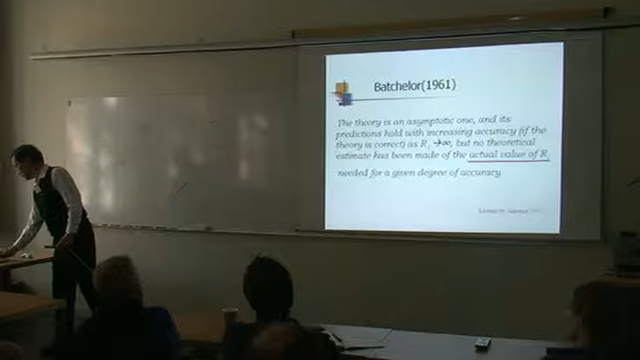 Batchelor(1961)
The theory is an asymptotic one, and its
predictions hold with increasing accuracy (if the
theory is correct) as R →∞, but no theoretical
estimate has been made of the actual value of R
needed for a given degree of accuracy